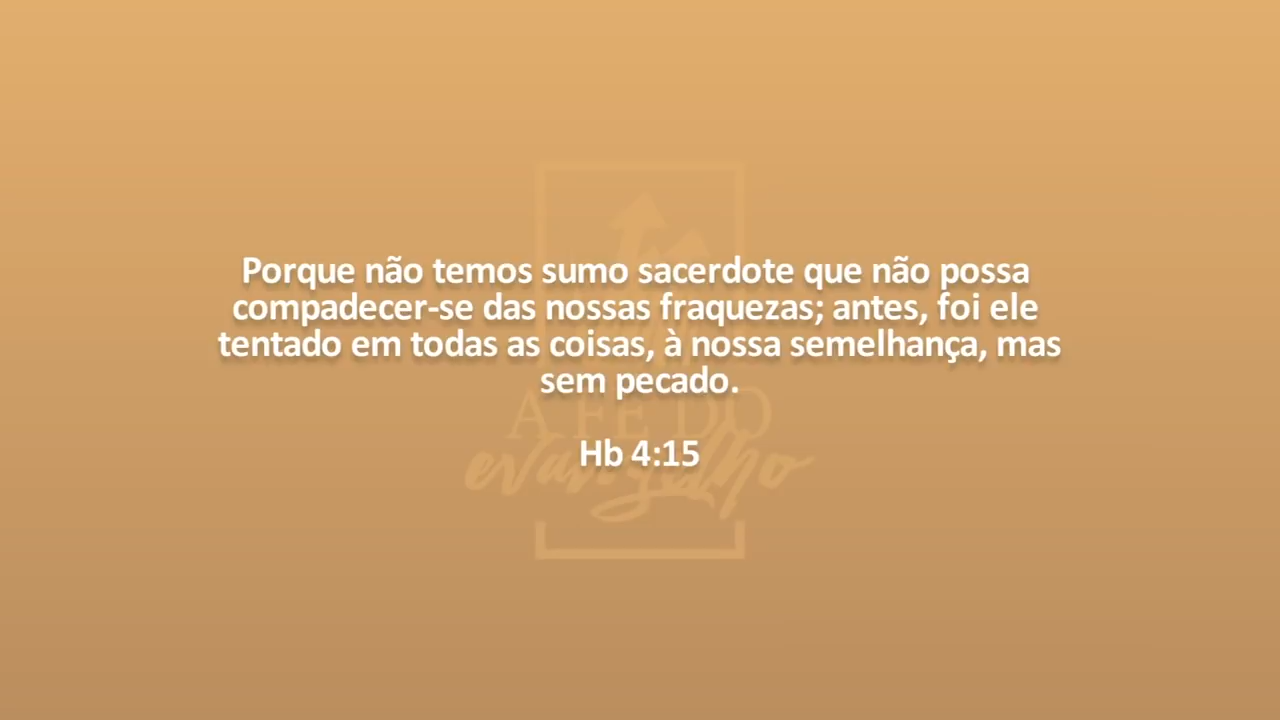 Porque não temos sumo sacerdote que não possa
compadecer-se das nossas fraquezas; antes, foi ele
tentado em todas as coisas, à nossa semelhança, mas
sem pecado.
A FÉ DO
Hb 4:15
evangelho